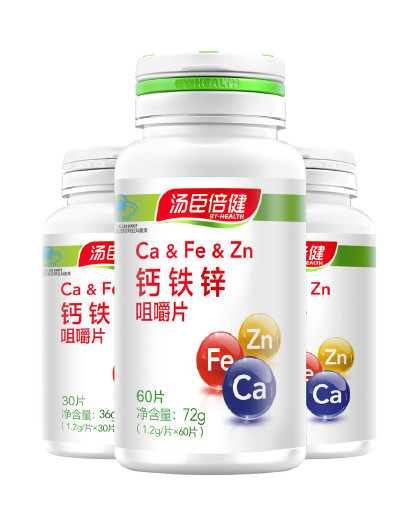 BY-HEALTH
汤臣倍健
BY-HEALTH
Ca & Fe & Zn
钙铁锌
咀嚼片
Fe
Zn
Ca
60片
净含量：72g
（1.2g/片×60片）
汤臣
Ca & Fe
钙铁
咀嚼片
30片
净含量：36g
（1.2g/片×30片
倍健
HEALTH
& Zn
Zn
Ca